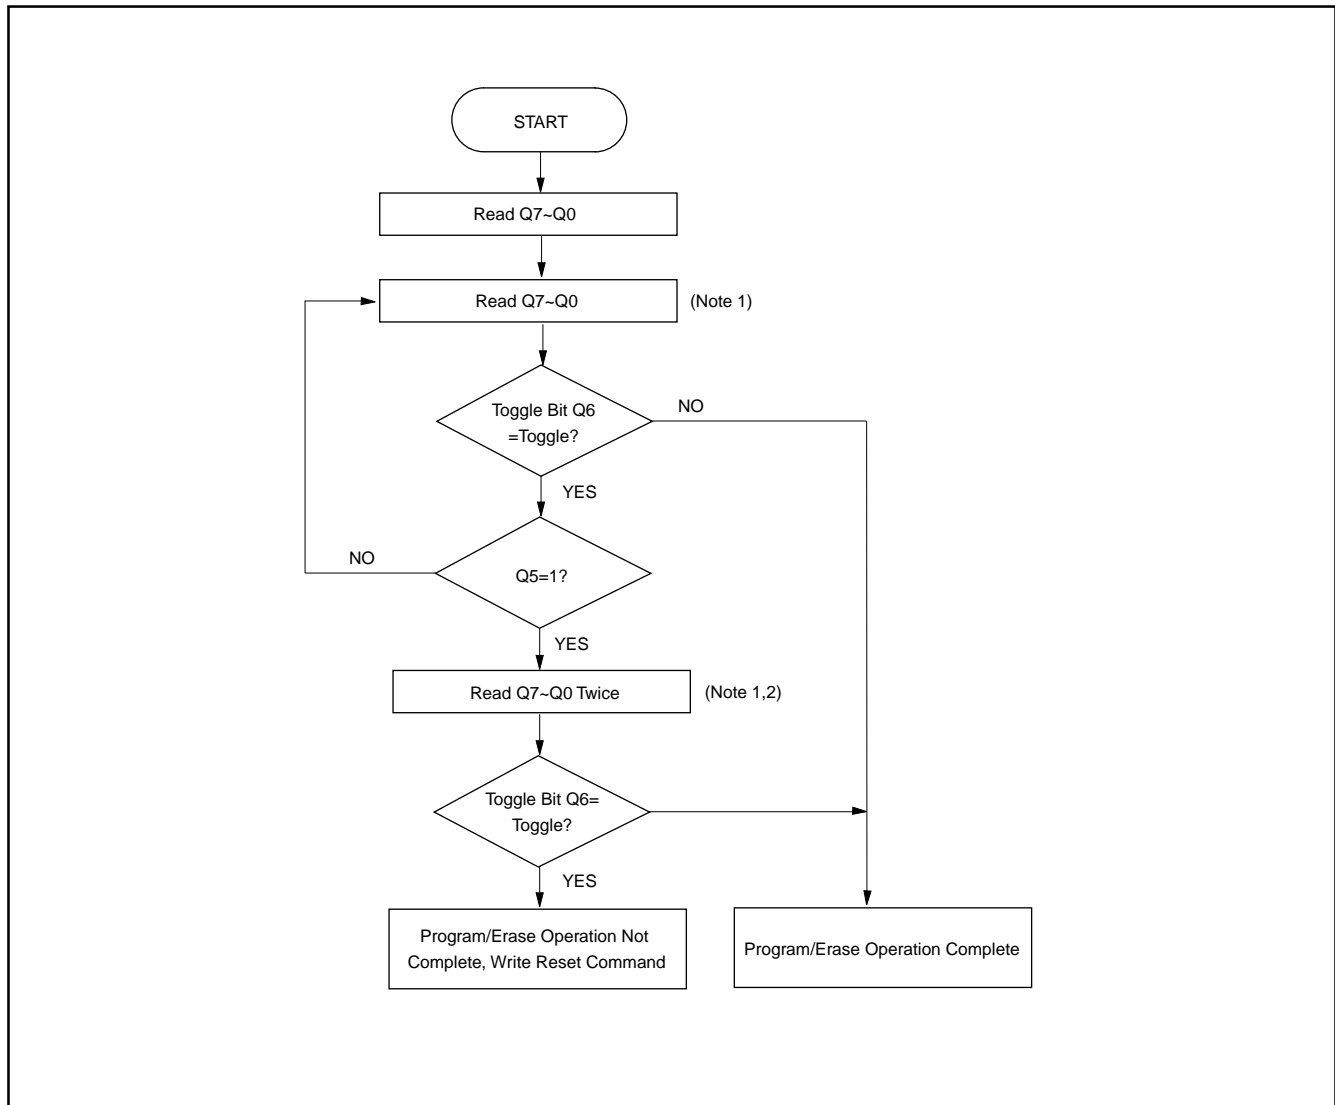 START
Read Q7~Q0
Read Q7~Q0
(Note 1)
Toggle Bit Q6
=Toggle?
NO
YES
NO
Q5=1?
YES
Read Q7~Q0 Twice
(Note 1,2)
Toggle Bit Q6=
Toggle?
YES
Program/Erase Operation Not
Complete, Write Reset Command
Program/Erase Operation Complete